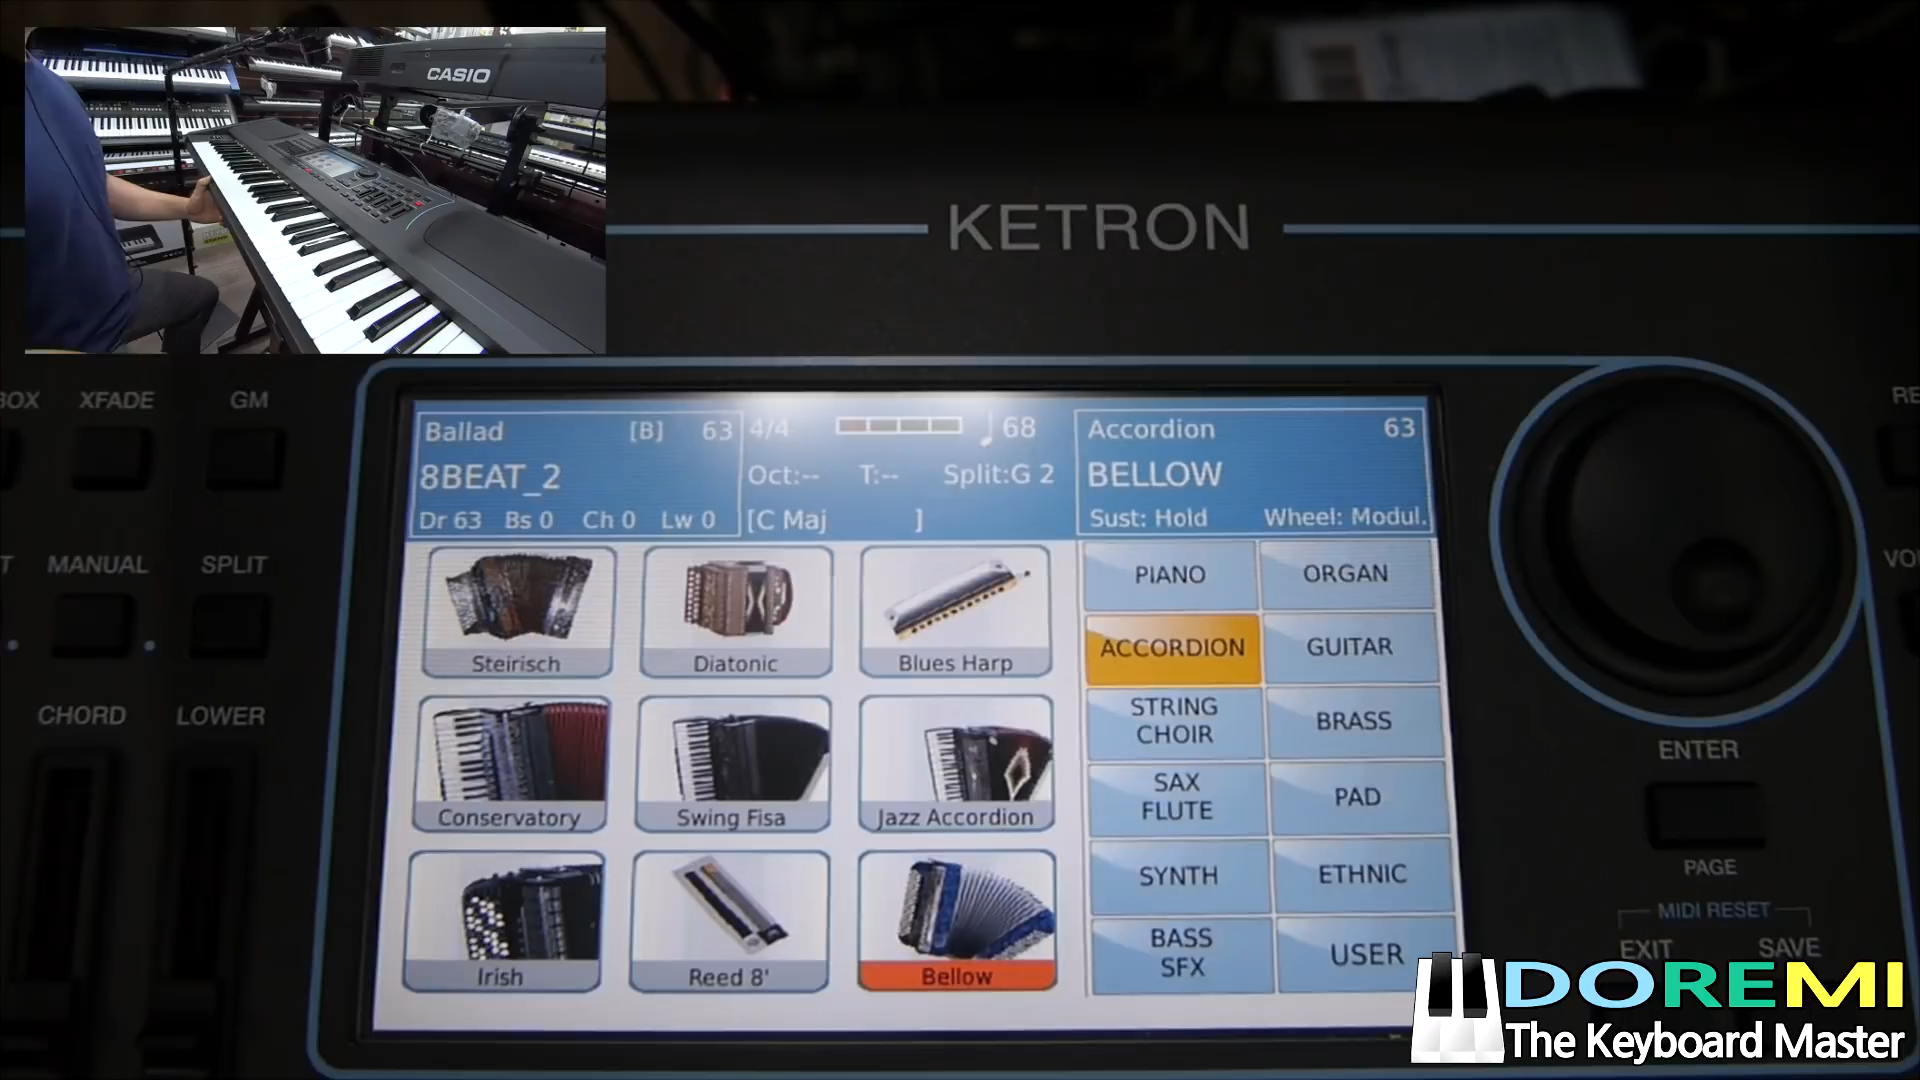 CASIO
KETRON
XFADE
GM
MANUAL
SPLIT
CHORD
LOWER
Ballad [B] 63
8BEAT_2
Dr 63 Bs 0 Ch 0 Lw 0
4/4 68
Oct:-- T:-- Split:G 2
[C Maj ]
Accordion 63
BELLOW
Sust: Hold Wheel: Modul.
Steirisch
Diatonic
Blues Harp
Conservatory
Swing Fisa
Jazz Accordion
Irish
Reed 8'
Bellow
PIANO
ORGAN
ACCORDION
GUITAR
STRING
CHOIR
BRASS
SAX
FLUTE
PAD
SYNTH
ETHNIC
BASS
SFX
USER
ENTER
PAGE
MIDI RESET
EXIT SAVE
DOREMI
The Keyboard Master